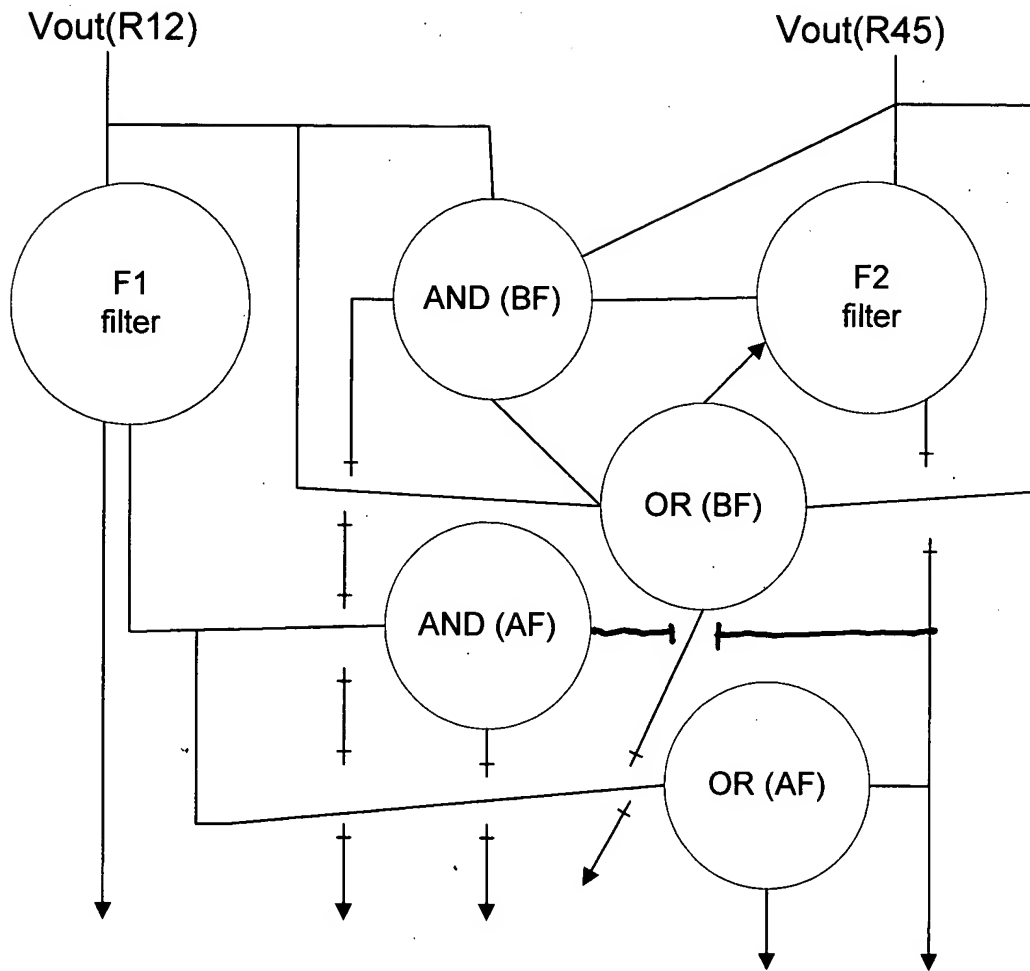 Vout(R12)
Vout(R45)
F1
filter
AND (BF)
F2
filter
OR (BF)
AND (AF)
OR (AF)